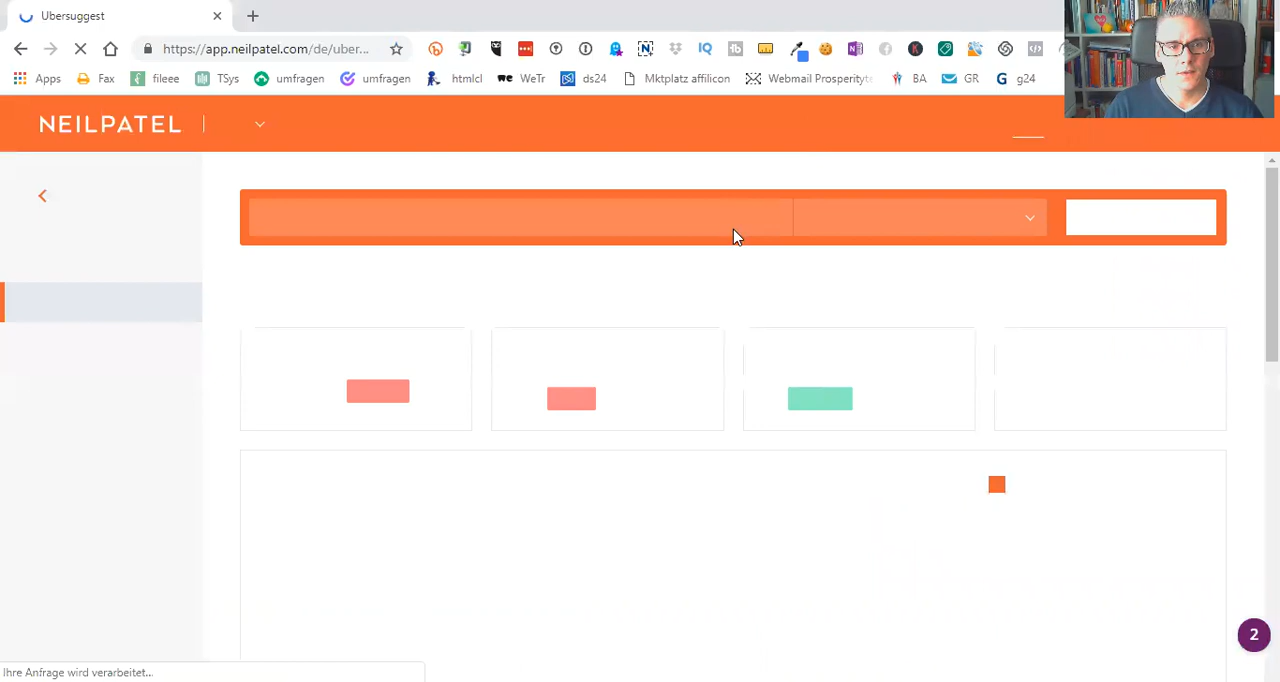 Ubersuggest
https://app.neilpatel.com/de/uber...
Apps Fax fileee TSys umfragen umfragen htmlcl WeTr ds24 Mktplatz affilicon Webmail Prosperityte BA GR g24
NEILPATEL
2
Ihre Anfrage wird verarbeitet...